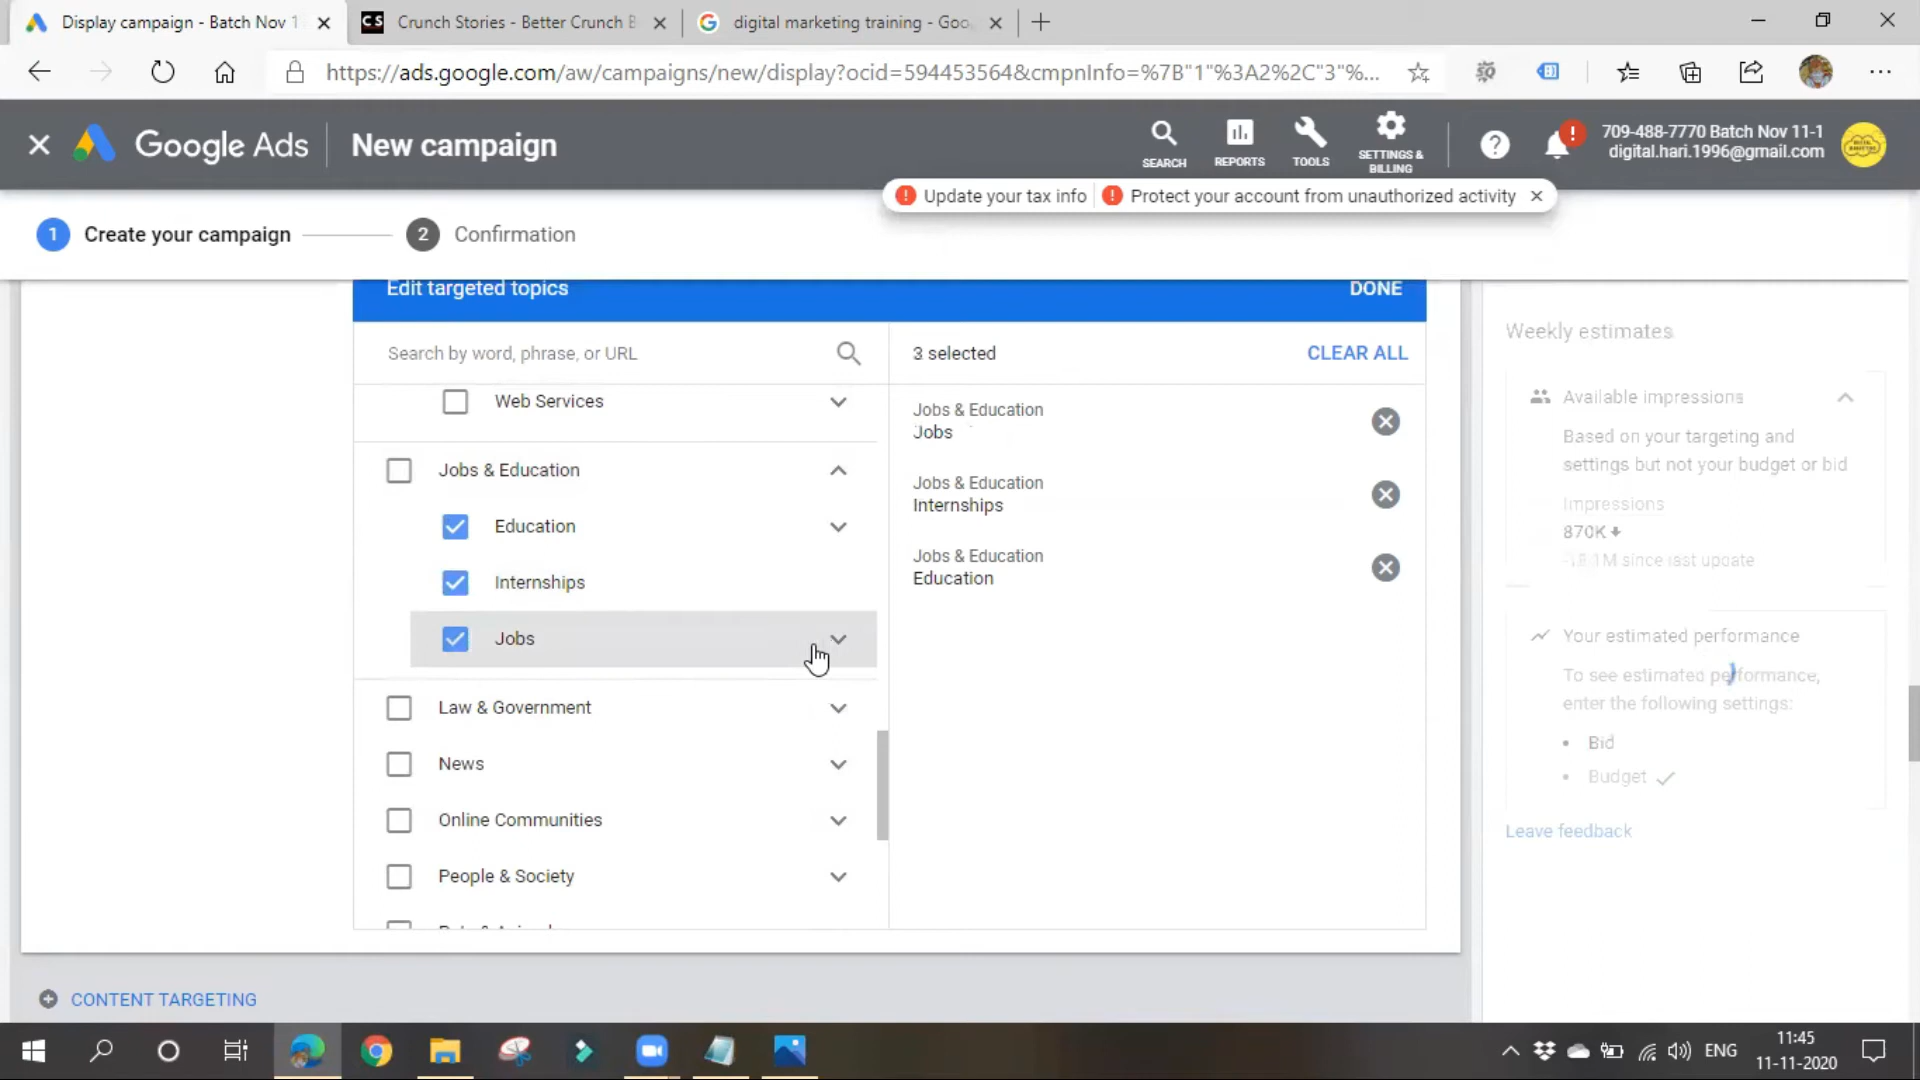 Display campaign - Batch Nov 1
Crunch Stories - Better Crunch B
digital marketing training - Goo
https://ads.google.com/aw/campaigns/new/display?ocid=594453564&cmpnInfo=%7B"1"%3A2%2C"3"%...
Google Ads
New campaign
SEARCH
REPORTS
TOOLS
SETTINGS & BILLING
709-488-7770 Batch Nov 11-1
digital.hari.1996@gmail.com
Update your tax info
Protect your account from unauthorized activity
1 Create your campaign
2 Confirmation
Edit targeted topics
DONE
Search by word, phrase, or URL
3 selected
CLEAR ALL
Web Services
Jobs & Education
Education
Internships
Jobs
Law & Government
News
Online Communities
People & Society
Jobs & Education
Jobs
Jobs & Education
Internships
Jobs & Education
Education
Weekly estimates
Available impressions
Based on your targeting and
settings but not your budget or bid
Impressions
870K
since last update
Your estimated performance
To see estimated performance,
enter the following settings:
• Bid
• Budget
Leave feedback
CONTENT TARGETING
ENG
11:45
11-11-2020